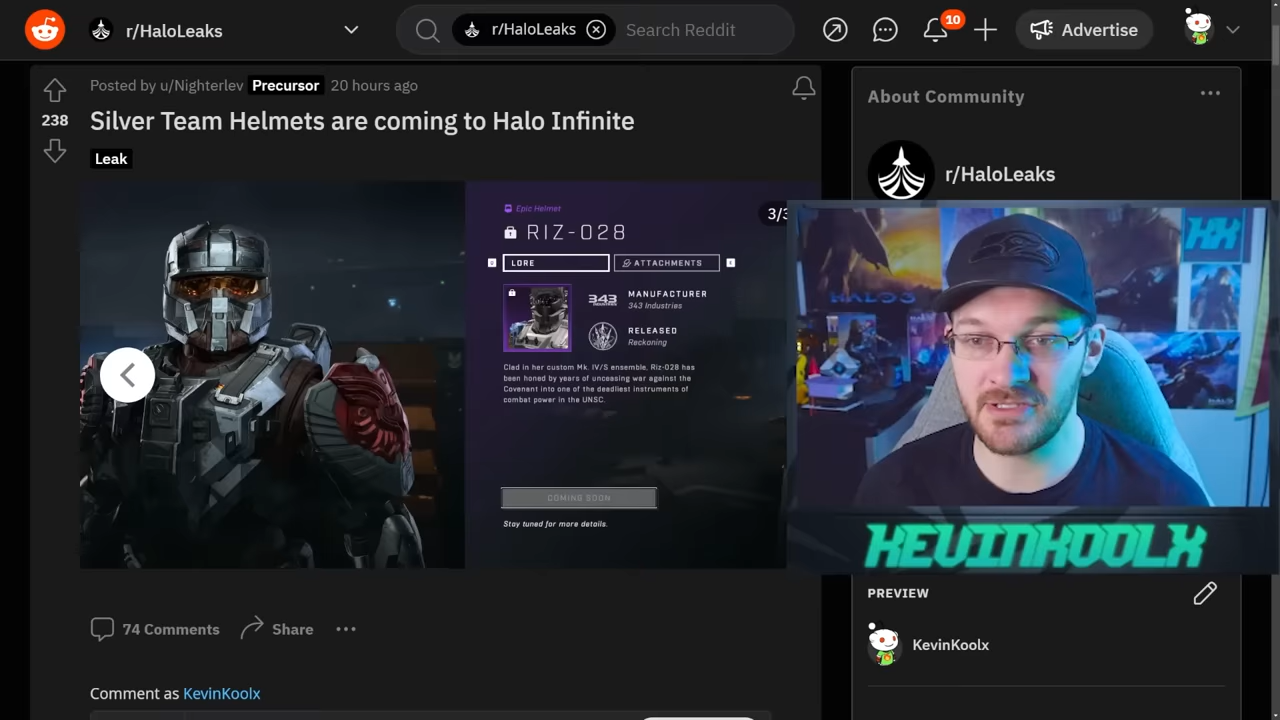 r/HaloLeaks
r/HaloLeaks
Search Reddit
10
Advertise
Posted by u/Nighterlev Precursor 20 hours ago
238
Silver Team Helmets are coming to Halo Infinite
Leak
3/3
Epic Helmet
RIZ-028
LORE
ATTACHMENTS
343
MANUFACTURER
343 Industries
RELEASED
Reckoning
Clad in her custom Mk. IV/S ensemble, Riz-028 has
been honed by years of unceasing war against the
Covenant into one of the deadliest instruments of
combat power in the UNSC.
COMING SOON
Stay tuned for more details.
74 Comments
Share
Comment as KevinKoolx
About Community
r/HaloLeaks
HALO 3
KX
KEVINKOOLX
PREVIEW
KevinKoolx